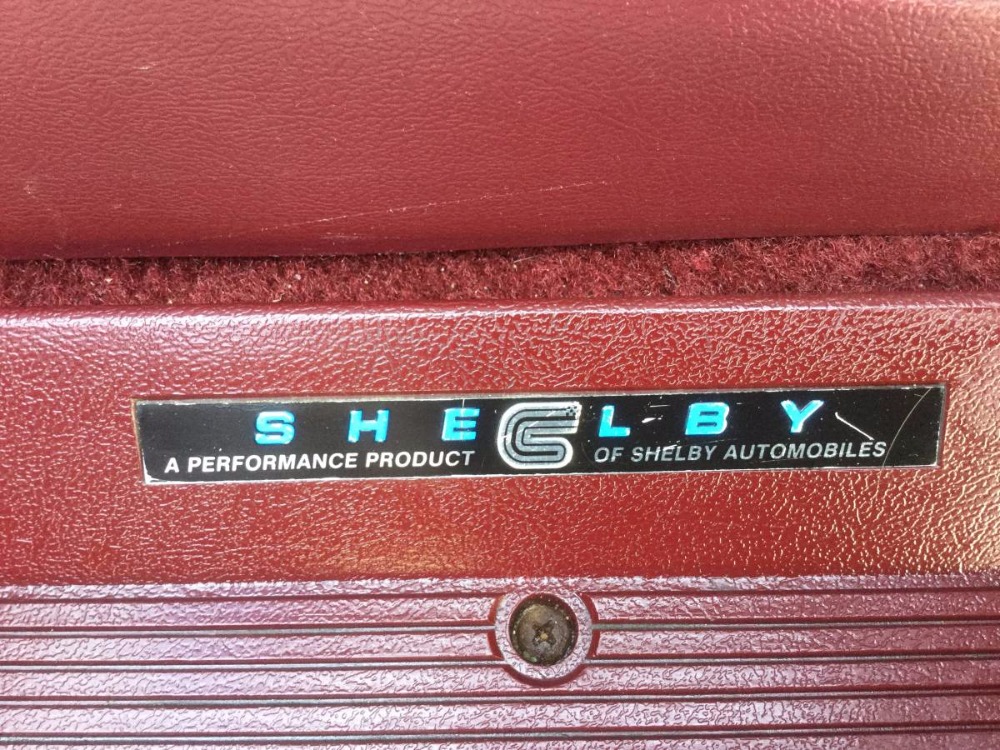 SHELBY
A PERFORMANCE PRODUCT OF SHELBY AUTOMOBILES